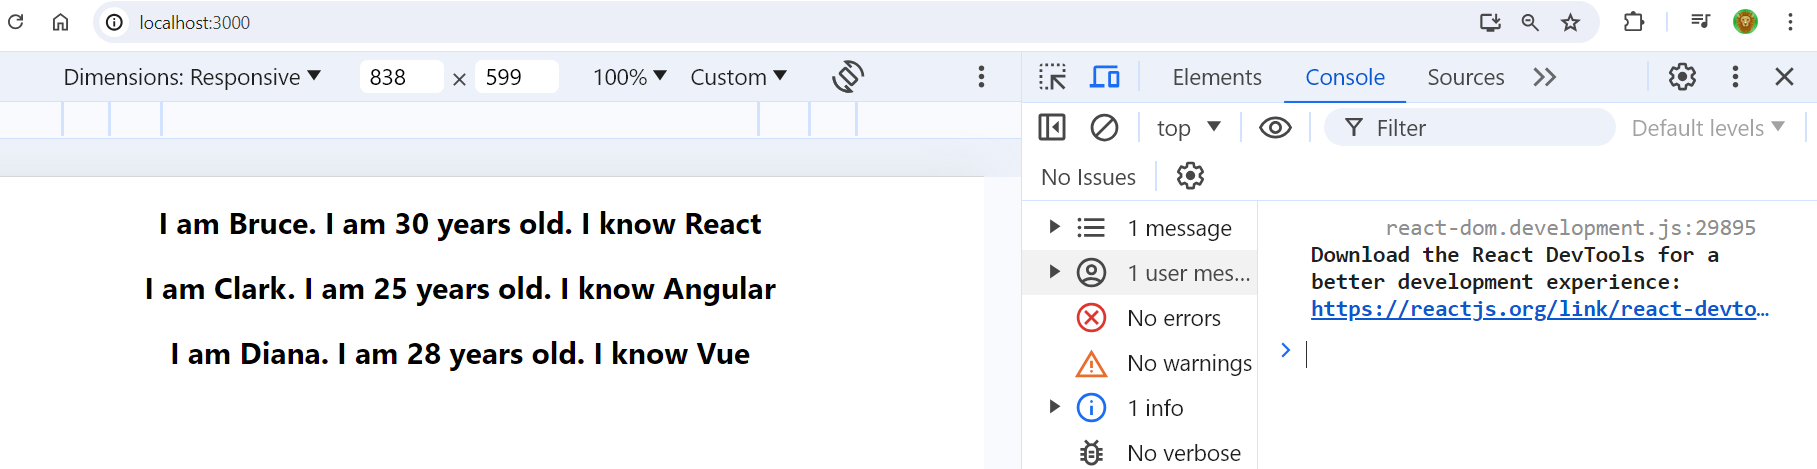 localhost:3000
Dimensions: Responsive 838 × 599 100% Custom
Elements Console Sources
top Filter Default levels
No Issues
I am Bruce. I am 30 years old. I know React
I am Clark. I am 25 years old. I know Angular
I am Diana. I am 28 years old. I know Vue
1 message
1 user mes...
No errors
No warnings
1 info
No verbose
react-dom.development.js:29895
Download the React DevTools for a
better development experience:
https://reactjs.org/link/react-devto…